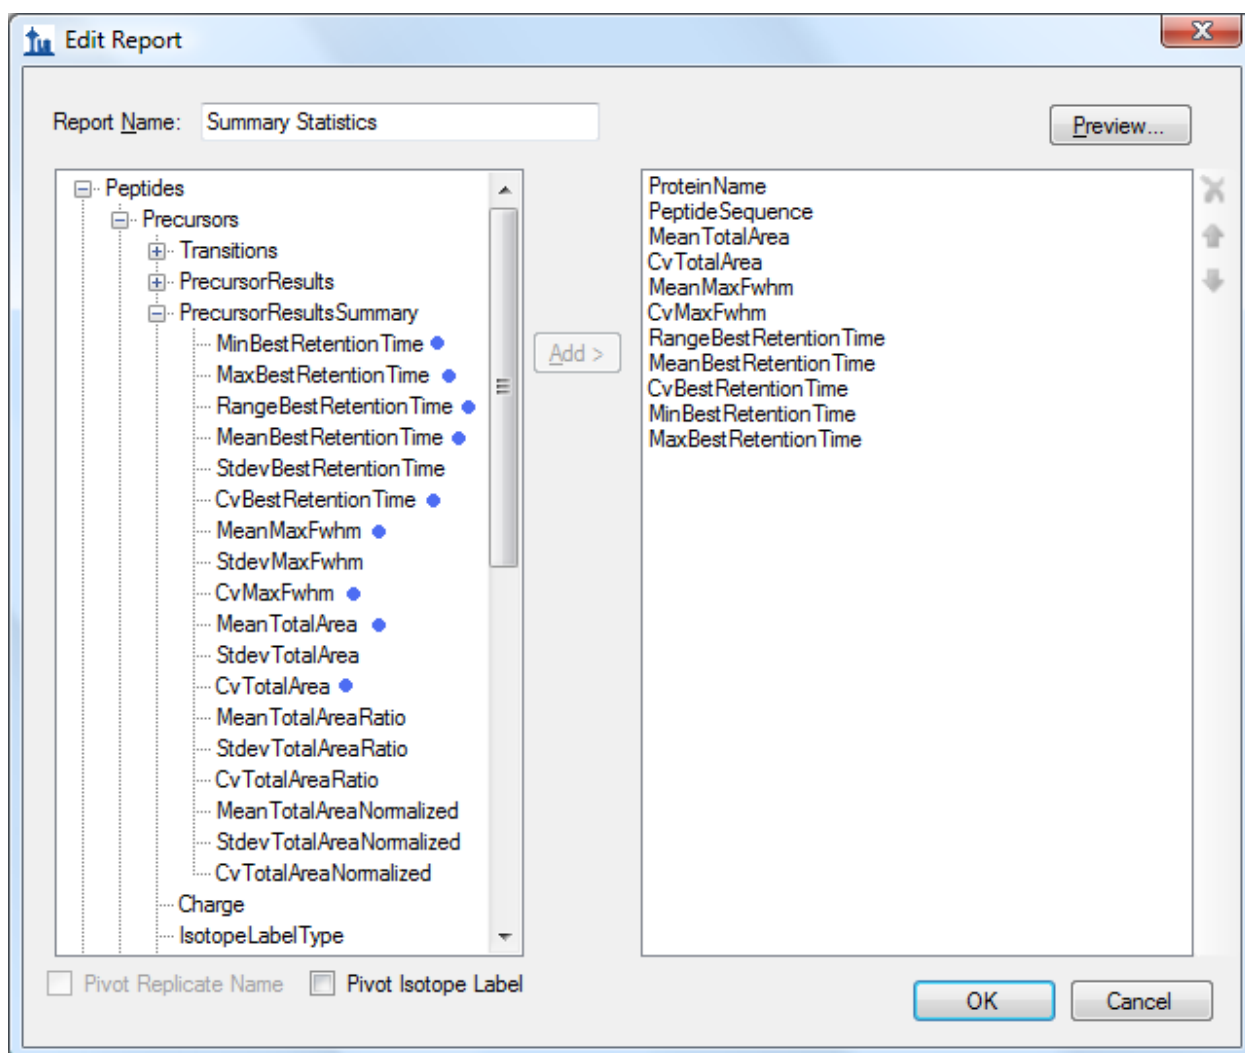 Edit Report
Report Name: Summary Statistics
Preview...
Peptides
Precursors
Transitions
PrecursorResults
PrecursorResultsSummary
MinBestRetentionTime
MaxBestRetentionTime
RangeBestRetentionTime
MeanBestRetentionTime
StdevBestRetentionTime
CvBestRetentionTime
MeanMaxFwhm
StdevMaxFwhm
CvMaxFwhm
MeanTotalArea
StdevTotalArea
CvTotalArea
MeanTotalAreaRatio
StdevTotalAreaRatio
CvTotalAreaRatio
MeanTotalAreaNormalized
StdevTotalAreaNormalized
CvTotalAreaNormalized
Charge
IsotopeLabelType
Add >
ProteinName
PeptideSequence
MeanTotalArea
CvTotalArea
MeanMaxFwhm
CvMaxFwhm
RangeBestRetentionTime
MeanBestRetentionTime
CvBestRetentionTime
MinBestRetentionTime
MaxBestRetentionTime
Pivot Replicate Name Pivot Isotope Label
OK Cancel